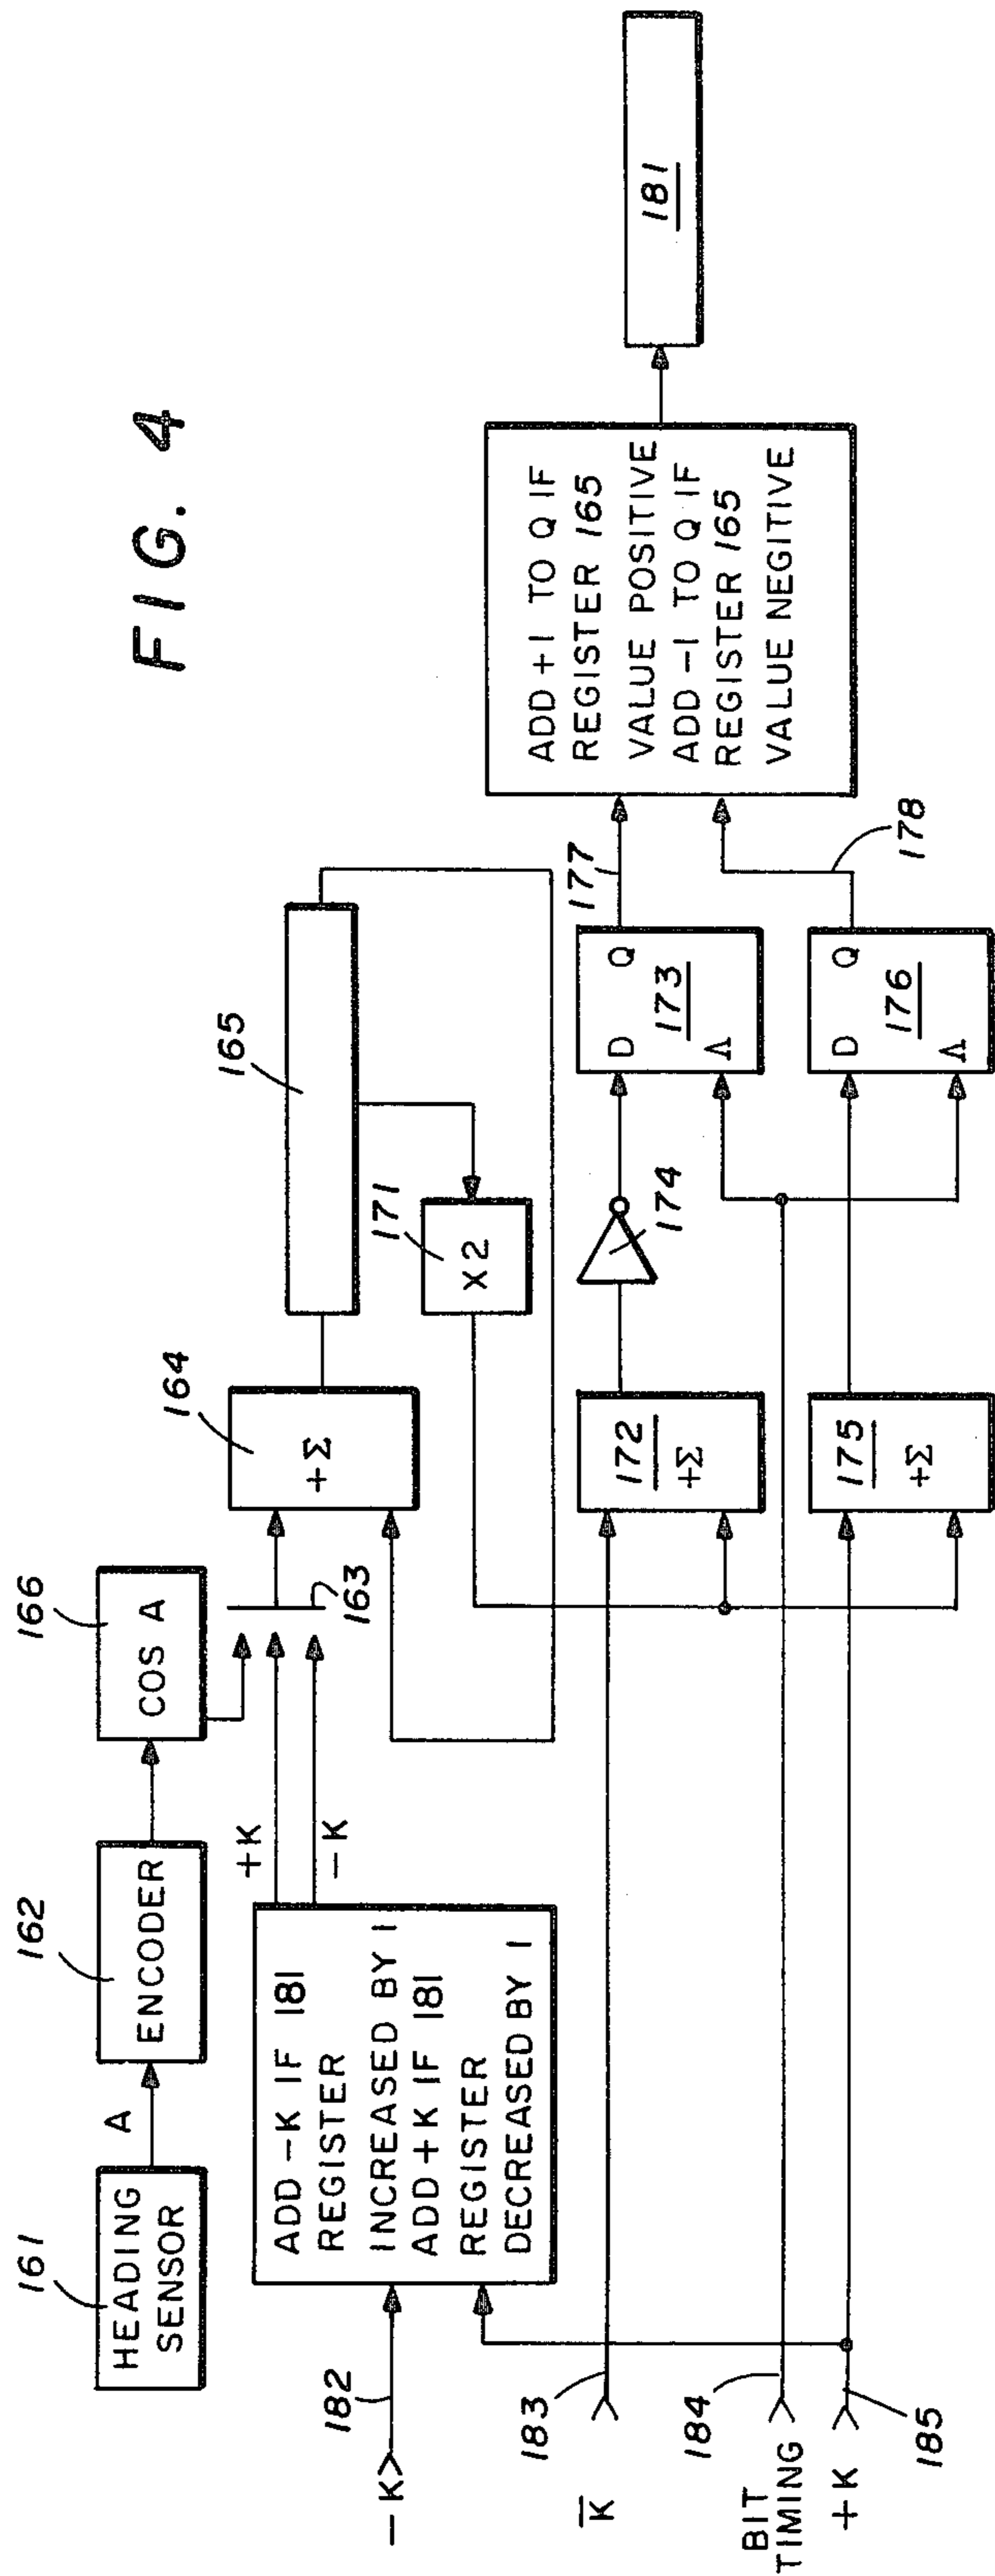 FIG. 4
161
HEADING
SENSOR
A
162
ENCODER
166
COS A
+K
-K
163
164
+Σ
165
171
X2
182
-K
ADD -K IF 181
REGISTER
INCREASED BY 1
ADD +K IF 181
REGISTER
DECREASED BY 1
183
K̅
184
BIT
TIMING
+K
185
172
+Σ
174
D Q
173
Λ
177
175
+Σ
D Q
176
Λ
178
ADD +1 TO Q IF
REGISTER 165
VALUE POSITIVE
ADD -1 TO Q IF
REGISTER 165
VALUE NEGITIVE
181